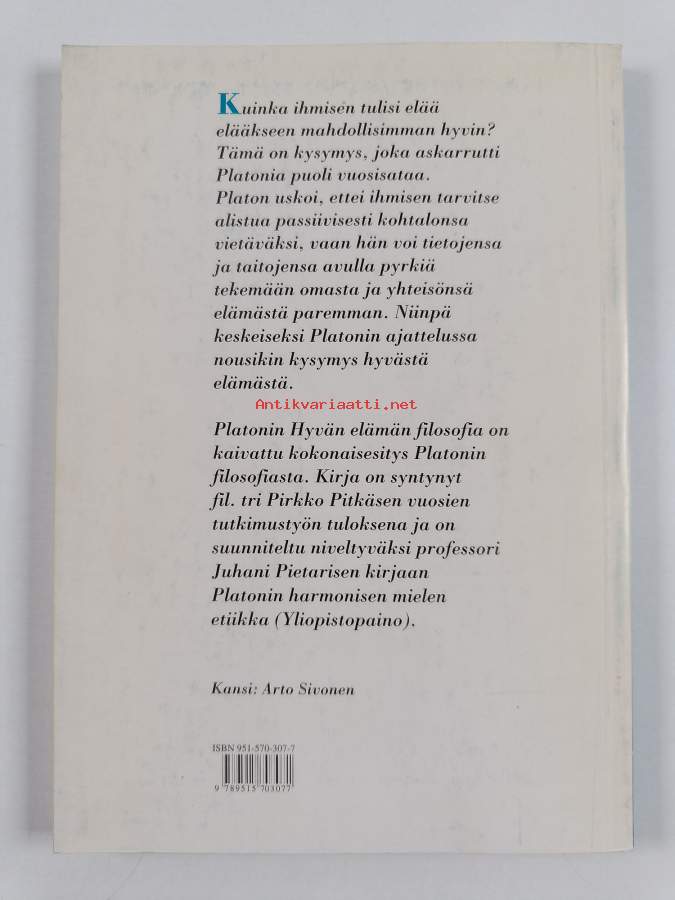 Kuinka ihmisen tulisi elää
elääkseen mahdollisimman hyvin?
Tämä on kysymys, joka askarrutti
Platonia puoli vuosisataa.
Platon uskoi, ettei ihmisen tarvitse
alistua passiivisesti kohtalonsa
vietäväksi, vaan hän voi tietojensa
ja taitojensa avulla pyrkiä
tekemään omasta ja yhteisönsä
elämästä paremman. Niinpä
keskeiseksi Platonin ajattelussa
nousikin kysymys hyvästä
elämästä.
Antikvariaatti.net
Platonin Hyvän elämän filosofia on
kaivattu kokonaisesitys Platonin
filosofiasta. Kirja on syntynyt
fil. tri Pirkko Pitkäsen vuosien
tutkimustyön tuloksena ja on
suunniteltu niveltyväksi professori
Juhani Pietarisen kirjaan
Platonin harmonisen mielen
etiikka (Yliopistopaino).
Kansi: Arto Sivonen
ISBN 951-570-307-7
9 789515 703077